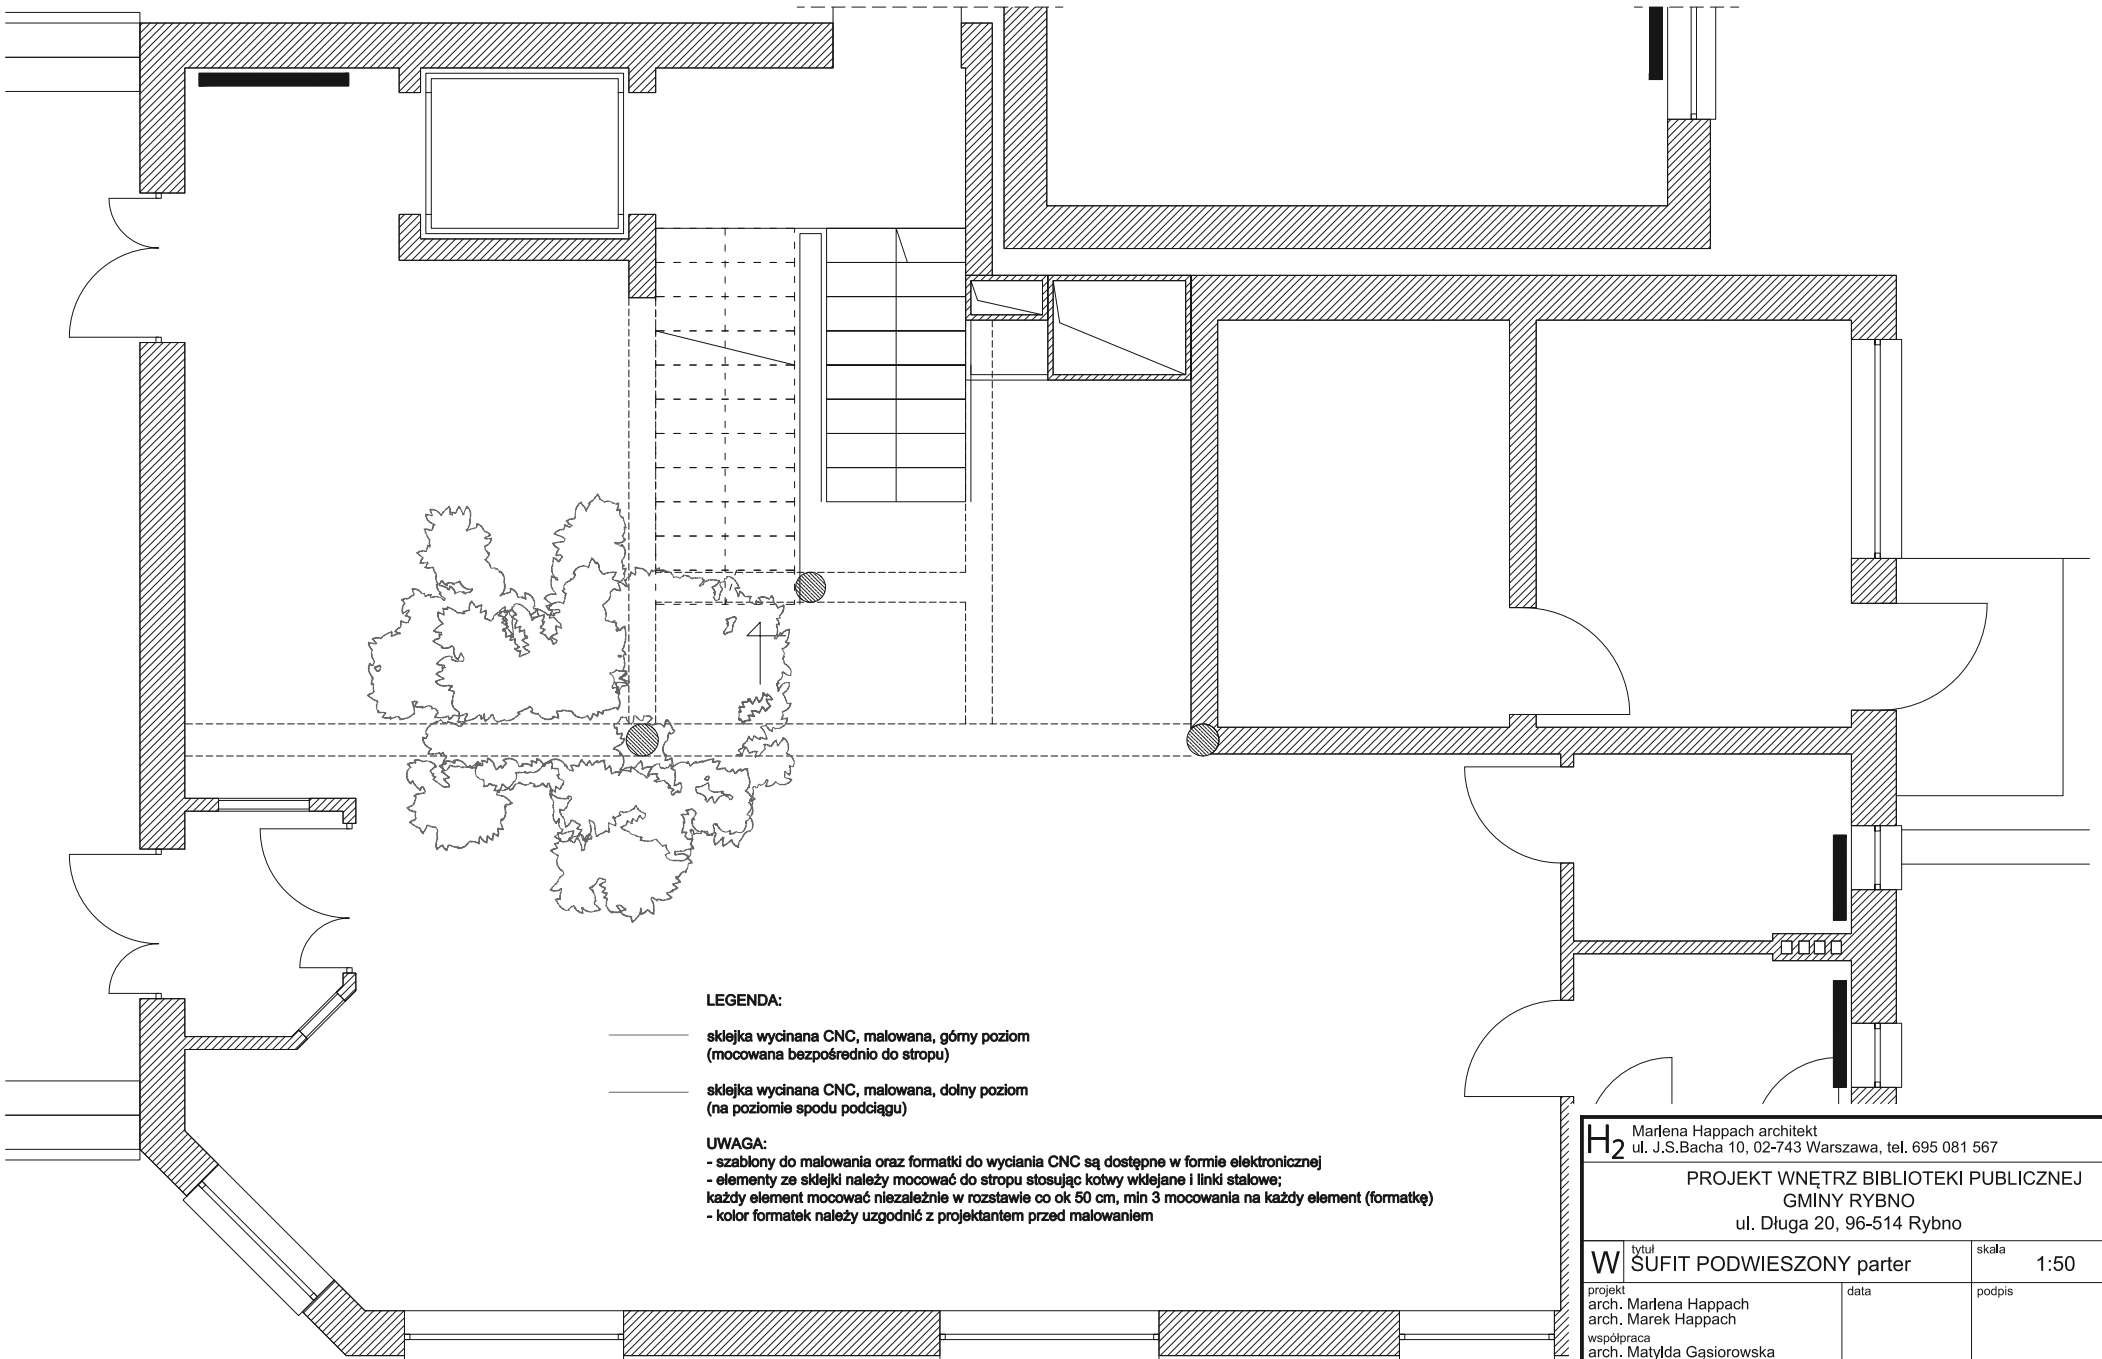 LEGENDA:
sklejka wycinana CNC, malowana, górny poziom
(mocowana bezpośrednio do stropu)
sklejka wycinana CNC, malowana, dolny poziom
(na poziomie spodu podciągu)
UWAGA:
- szablony do malowania oraz formatki do wyciania CNC są dostępne w formie elektronicznej
- elementy ze sklejki należy mocować do stropu stosując kotwy wklejane i linki stalowe;
każdy element mocować niezależnie w rozstawie co ok 50 cm, min 3 mocowania na każdy element (formatkę)
- kolor formatek należy uzgodnić z projektantem przed malowaniem
H2 Marlena Happach architekt
ul. J.S.Bacha 10, 02-743 Warszawa, tel. 695 081 567
PROJEKT WNĘTRZ BIBLIOTEKI PUBLICZNEJ
GMINY RYBNO
ul. Długa 20, 96-514 Rybno
W tytuł SUFIT PODWIESZONY parter
skala 1:50
projekt
arch. Marlena Happach
arch. Marek Happach
współpraca
arch. Matylda Gąsiorowska
data
podpis